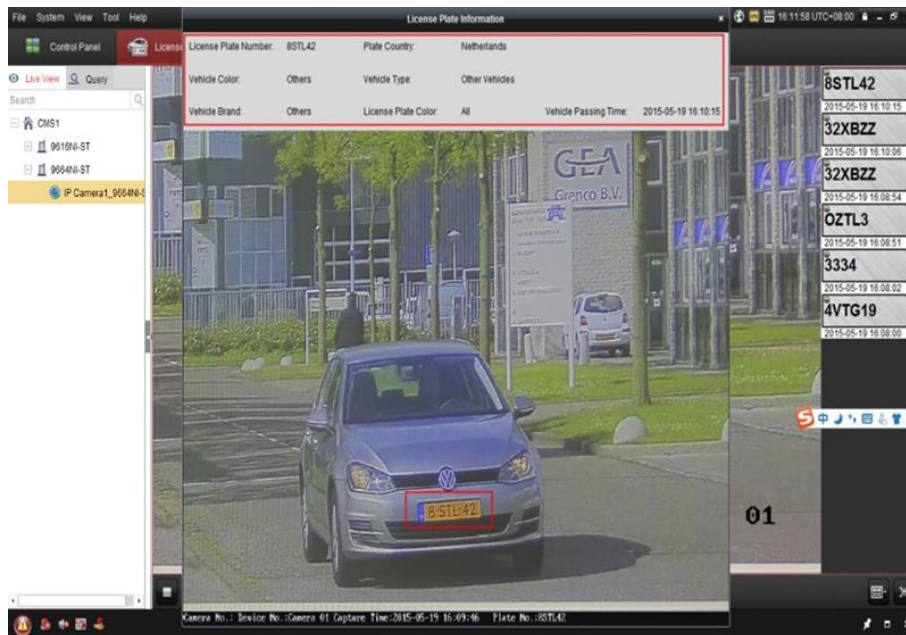 File System View Tool Help
License Plate Information
16:11:58 UTC+08:00
Control Panel
License Plate Number: 8STL42 Plate Country: Netherlands
Vehicle Color: Others Vehicle Type: Other Vehicles
Vehicle Brand: Others License Plate Color: All Vehicle Passing Time: 2015-05-19 16:10:15
Live View Query
Search
CMS1
9616NI-ST
9664NI-ST
IP Camera1_9664NI-S
GEA
Grenco B.V.
8-STL-42
8STL42
2015-05-19 16:10:15
32XBZZ
2015-05-19 16:10:06
32XBZZ
2015-05-19 16:08:54
OZTL3
2015-05-19 16:08:51
3334
2015-05-19 16:08:02
4VTG19
2015-05-19 16:08:00
中
01
Camera No.: Device No.:Camera 01 Capture Time:2015-05-19 16:09:46 Plate No.:8STL42